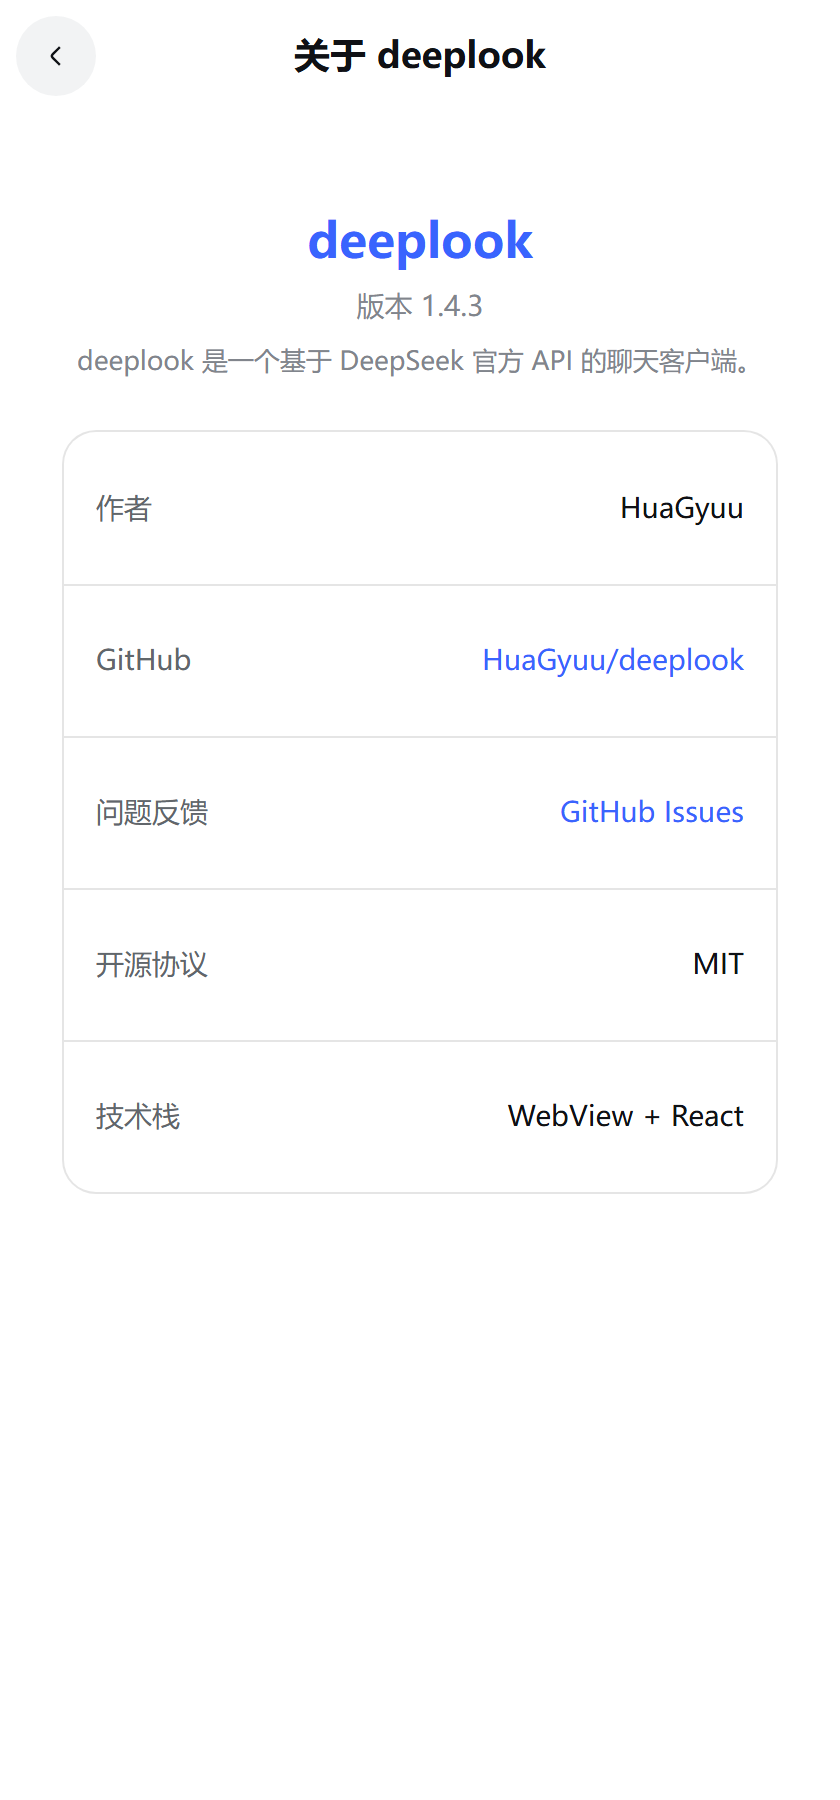 关于 deeplook
deeplook
版本 1.4.3
deeplook 是一个基于 DeepSeek 官方 API 的聊天客户端。
作者 HuaGyuu
GitHub HuaGyuu/deeplook
问题反馈 GitHub Issues
开源协议 MIT
技术栈 WebView + React